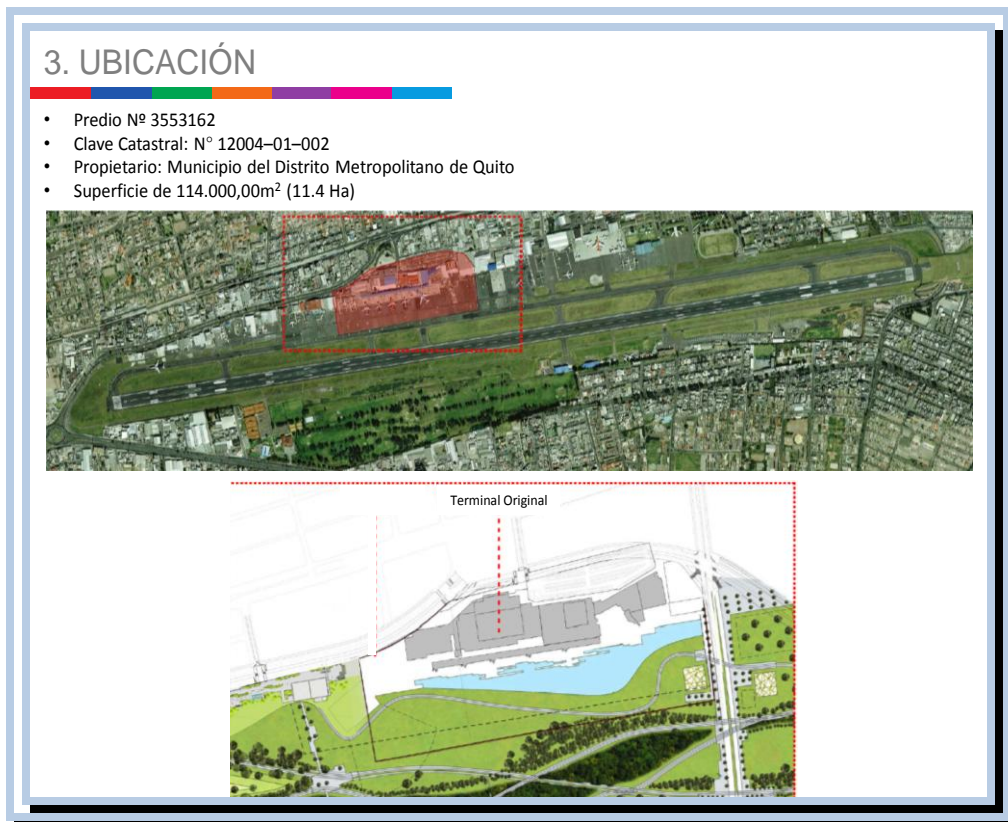 3. UBICACIÓN
• Predio Nº 3553162
• Clave Catastral: N° 12004–01–002
• Propietario: Municipio del Distrito Metropolitano de Quito
• Superficie de 114.000,00m² (11.4 Ha)
Terminal Original